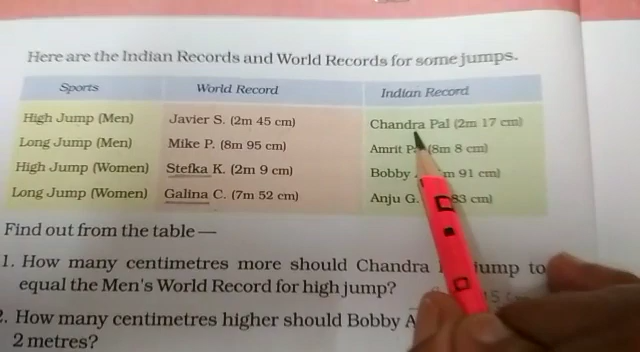 Here are the Indian Records and World Records for some jumps.
Sports World Record Indian Record
High Jump (Men) Javier S. (2m 45 cm) Chandra Pal (2m 17 cm)
Long Jump (Men) Mike P. (8m 95 cm) Amrit (8m 8 cm)
High Jump (Women) Stefka K. (2m 9 cm) Bobby m 91 cm)
Long Jump (Women) Galina C. (7m 52 cm) Anju G. 83 cm)
Find out from the table —
1. How many centimetres more should Chandra jump to
equal the Men's World Record for high jump?
2. How many centimetres higher should Bobby A
2 metres?